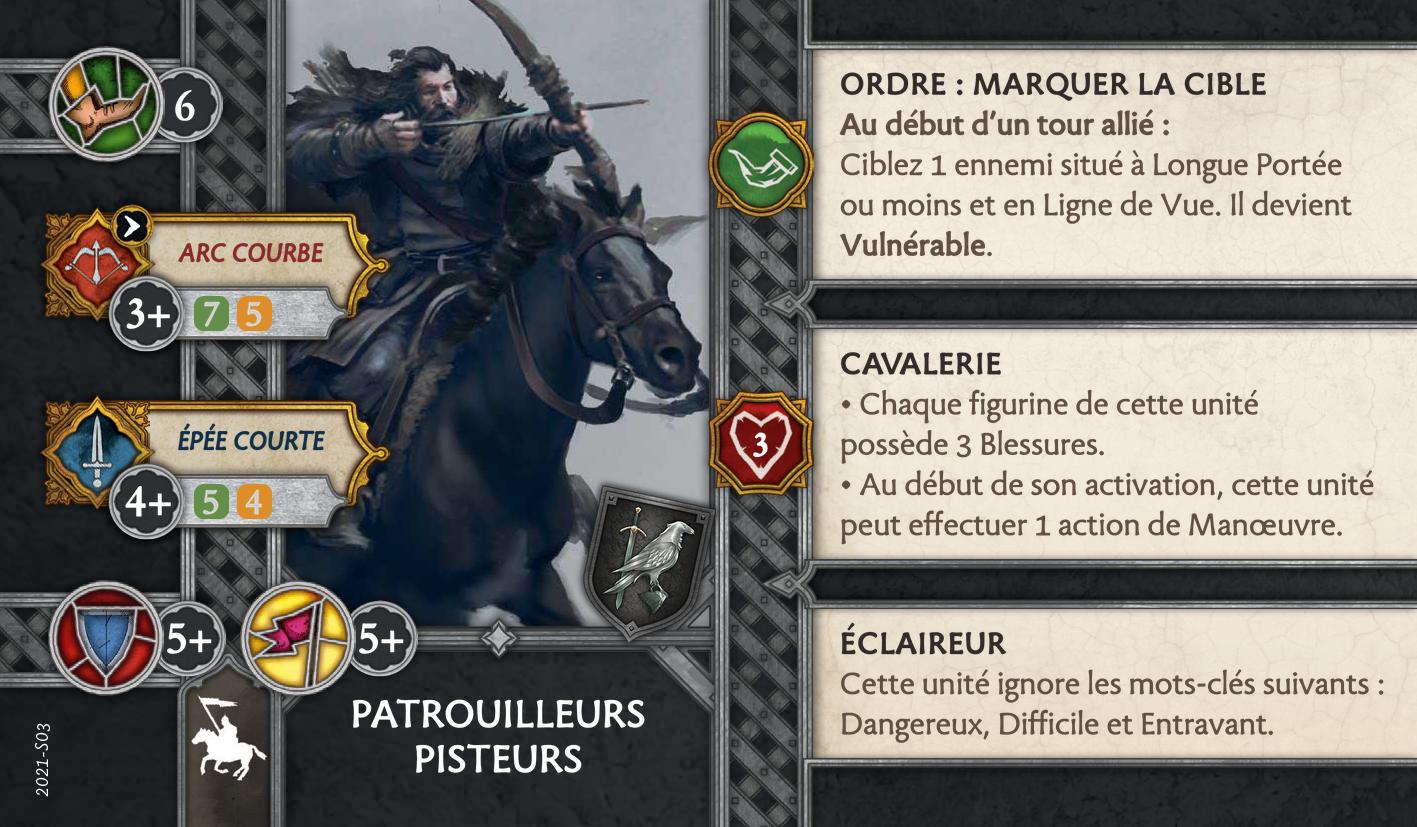 6
ARC COURBE
3+ 7 5
ÉPÉE COURTE
4+ 5 4
5+ 5+
PATROUILLEURS
PISTEURS
2021-S03
ORDRE : MARQUER LA CIBLE
Au début d'un tour allié :
Ciblez 1 ennemi situé à Longue Portée
ou moins et en Ligne de Vue. Il devient
Vulnérable.
3
CAVALERIE
• Chaque figurine de cette unité
possède 3 Blessures.
• Au début de son activation, cette unité
peut effectuer 1 action de Manœuvre.
ÉCLAIREUR
Cette unité ignore les mots-clés suivants :
Dangereux, Difficile et Entravant.